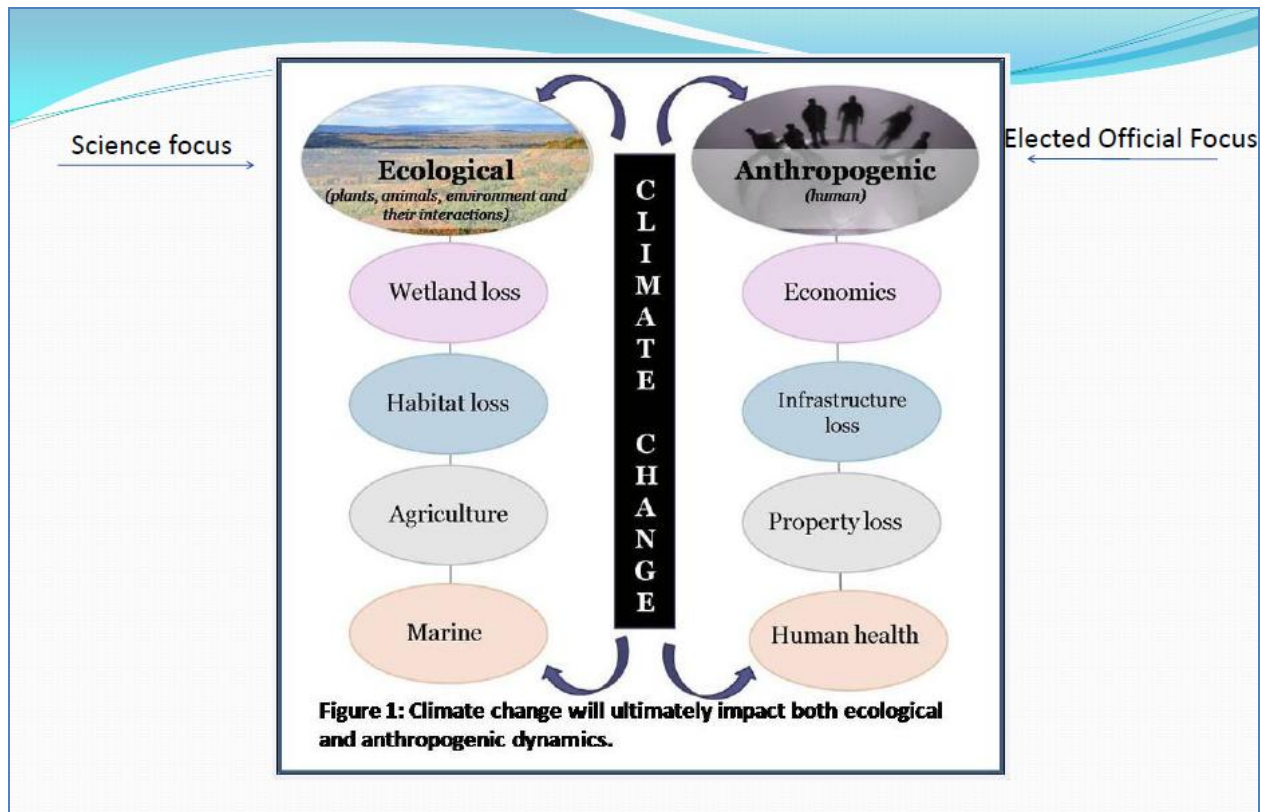 Science focus
Elected Official Focus
Ecological
(plants, animals, environment and
their interactions)
Wetland loss
Habitat loss
Agriculture
Marine
CLIMATE CHANGE
Anthropogenic
(human)
Economics
Infrastructure
loss
Property loss
Human health
Figure 1: Climate change will ultimately impact both ecological
and anthropogenic dynamics.